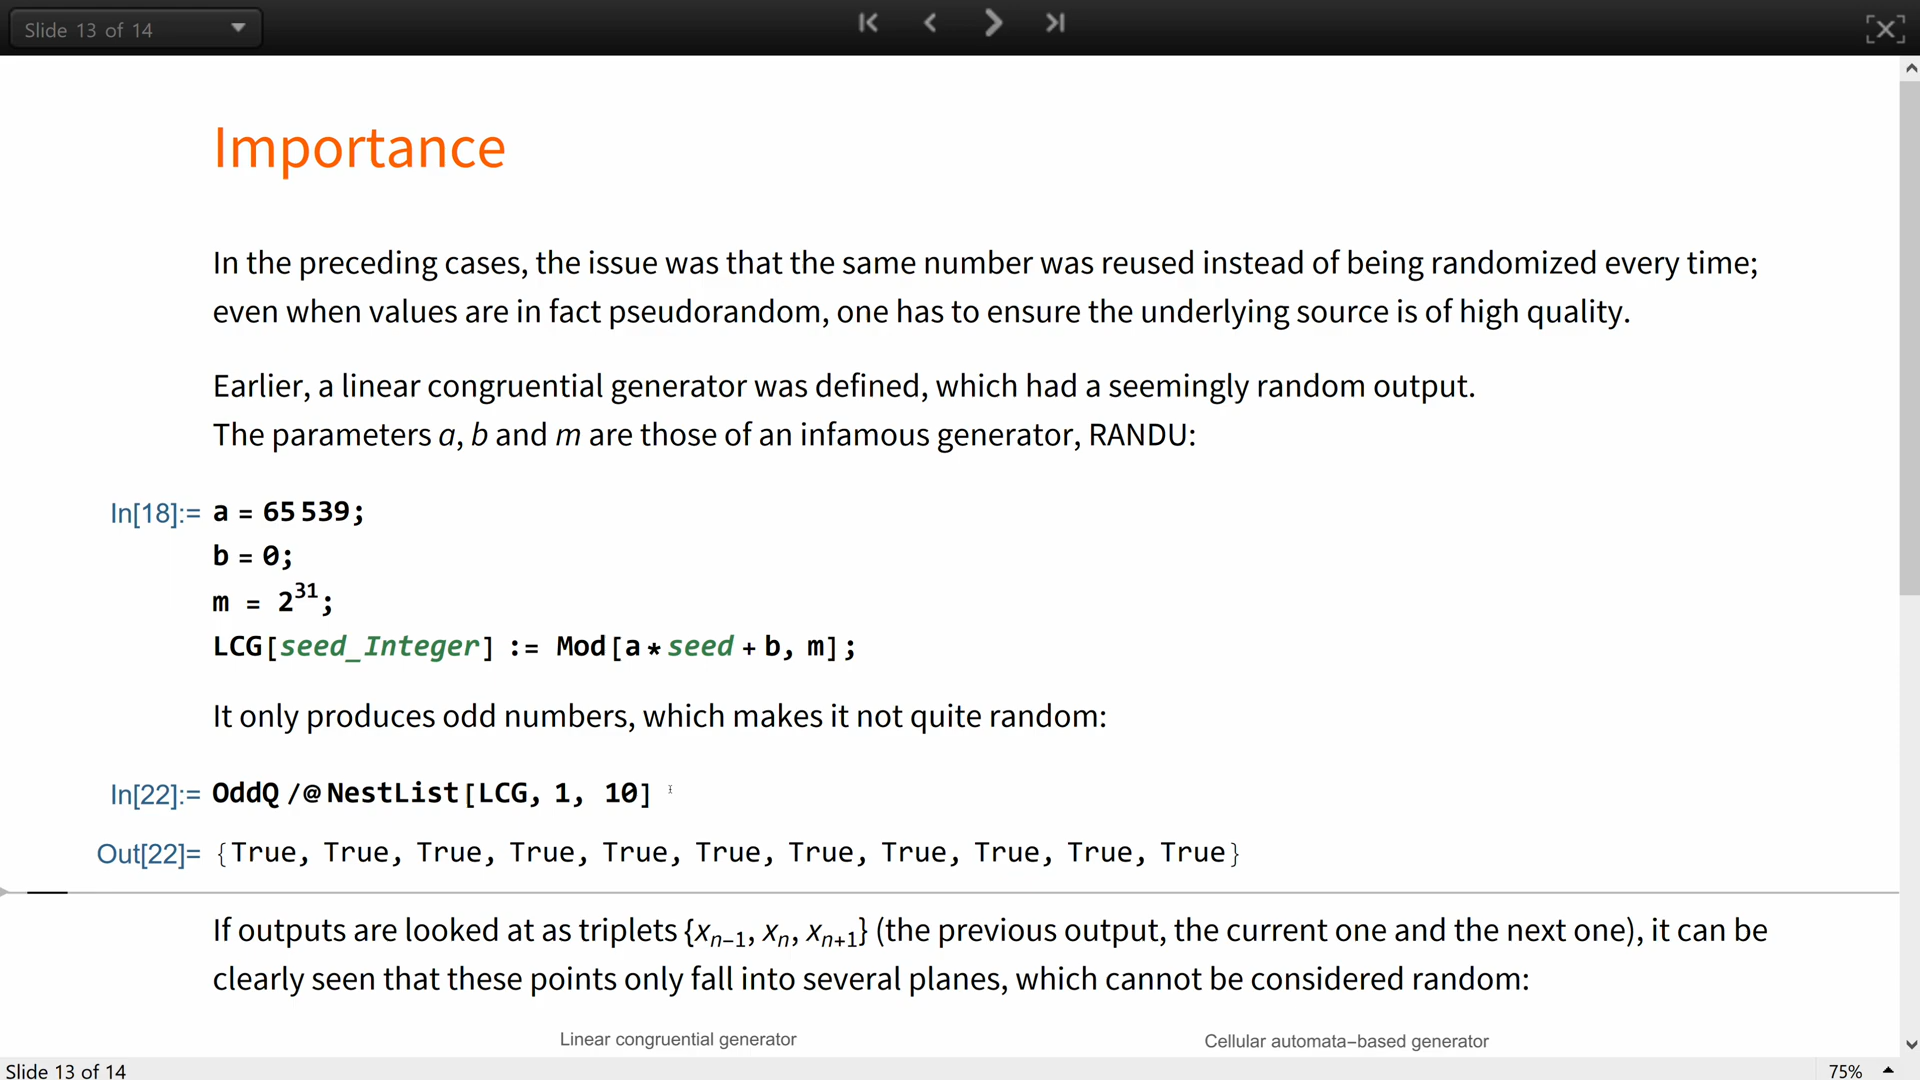 Slide 13 of 14
Importance
In the preceding cases, the issue was that the same number was reused instead of being randomized every time;
even when values are in fact pseudorandom, one has to ensure the underlying source is of high quality.
Earlier, a linear congruential generator was defined, which had a seemingly random output.
The parameters a, b and m are those of an infamous generator, RANDU:
In[18]:= a = 65 539;
b = 0;
m = 2^31;
LCG[seed_Integer] := Mod[a * seed + b, m];
It only produces odd numbers, which makes it not quite random:
In[22]:= OddQ /@ NestList[LCG, 1, 10]
Out[22]= {True, True, True, True, True, True, True, True, True, True, True}
If outputs are looked at as triplets {xₙ₋₁, xₙ, xₙ₊₁} (the previous output, the current one and the next one), it can be
clearly seen that these points only fall into several planes, which cannot be considered random:
Linear congruential generator
Cellular automata–based generator
Slide 13 of 14
75%